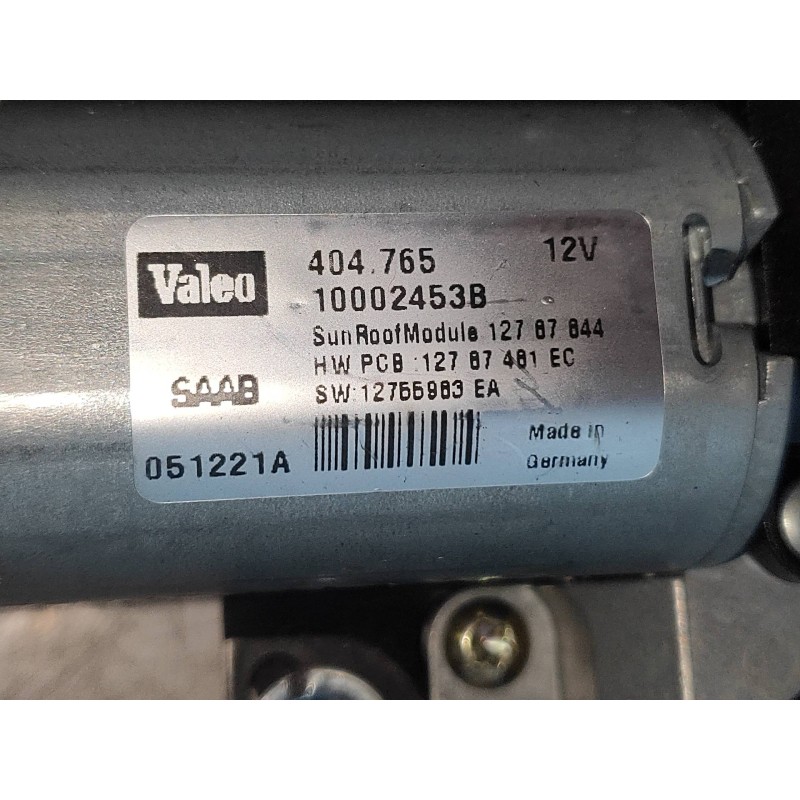 Valeo
404.765 12V
10002453B
SunRoofModule 127 87 844
HW PCB : 127 87 481 EC
SAAB
SW: 12766983 EA
051221A
Made in
Germany